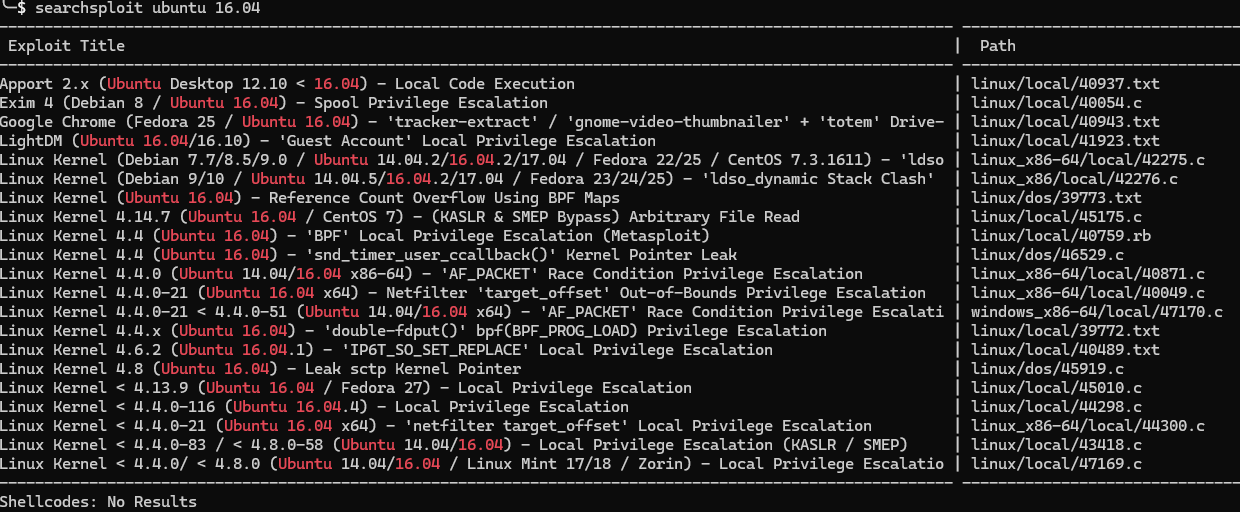 └─$ searchsploit ubuntu 16.04
Exploit Title | Path
Apport 2.x (Ubuntu Desktop 12.10 < 16.04) - Local Code Execution | linux/local/40937.txt
Exim 4 (Debian 8 / Ubuntu 16.04) - Spool Privilege Escalation | linux/local/40054.c
Google Chrome (Fedora 25 / Ubuntu 16.04) - 'tracker-extract' / 'gnome-video-thumbnailer' + 'totem' Drive- | linux/local/40943.txt
LightDM (Ubuntu 16.04/16.10) - 'Guest Account' Local Privilege Escalation | linux/local/41923.txt
Linux Kernel (Debian 7.7/8.5/9.0 / Ubuntu 14.04.2/16.04.2/17.04 / Fedora 22/25 / CentOS 7.3.1611) - 'ldso | linux_x86-64/local/42275.c
Linux Kernel (Debian 9/10 / Ubuntu 14.04.5/16.04.2/17.04 / Fedora 23/24/25) - 'ldso_dynamic Stack Clash' | linux_x86/local/42276.c
Linux Kernel (Ubuntu 16.04) - Reference Count Overflow Using BPF Maps | linux/dos/39773.txt
Linux Kernel 4.14.7 (Ubuntu 16.04 / CentOS 7) - (KASLR & SMEP Bypass) Arbitrary File Read | linux/local/45175.c
Linux Kernel 4.4 (Ubuntu 16.04) - 'BPF' Local Privilege Escalation (Metasploit) | linux/local/40759.rb
Linux Kernel 4.4 (Ubuntu 16.04) - 'snd_timer_user_ccallback()' Kernel Pointer Leak | linux/dos/46529.c
Linux Kernel 4.4.0 (Ubuntu 14.04/16.04 x86-64) - 'AF_PACKET' Race Condition Privilege Escalation | linux_x86-64/local/40871.c
Linux Kernel 4.4.0-21 (Ubuntu 16.04 x64) - Netfilter 'target_offset' Out-of-Bounds Privilege Escalation | linux_x86-64/local/40049.c
Linux Kernel 4.4.0-21 < 4.4.0-51 (Ubuntu 14.04/16.04 x64) - 'AF_PACKET' Race Condition Privilege Escalati | windows_x86-64/local/47170.c
Linux Kernel 4.4.x (Ubuntu 16.04) - 'double-fdput()' bpf(BPF_PROG_LOAD) Privilege Escalation | linux/local/39772.txt
Linux Kernel 4.6.2 (Ubuntu 16.04.1) - 'IP6T_SO_SET_REPLACE' Local Privilege Escalation | linux/local/40489.txt
Linux Kernel 4.8 (Ubuntu 16.04) - Leak sctp Kernel Pointer | linux/dos/45919.c
Linux Kernel < 4.13.9 (Ubuntu 16.04 / Fedora 27) - Local Privilege Escalation | linux/local/45010.c
Linux Kernel < 4.4.0-116 (Ubuntu 16.04.4) - Local Privilege Escalation | linux/local/44298.c
Linux Kernel < 4.4.0-21 (Ubuntu 16.04 x64) - 'netfilter target_offset' Local Privilege Escalation | linux_x86-64/local/44300.c
Linux Kernel < 4.4.0-83 / < 4.8.0-58 (Ubuntu 14.04/16.04) - Local Privilege Escalation (KASLR / SMEP) | linux/local/43418.c
Linux Kernel < 4.4.0/ < 4.8.0 (Ubuntu 14.04/16.04 / Linux Mint 17/18 / Zorin) - Local Privilege Escalatio | linux/local/47169.c
Shellcodes: No Results